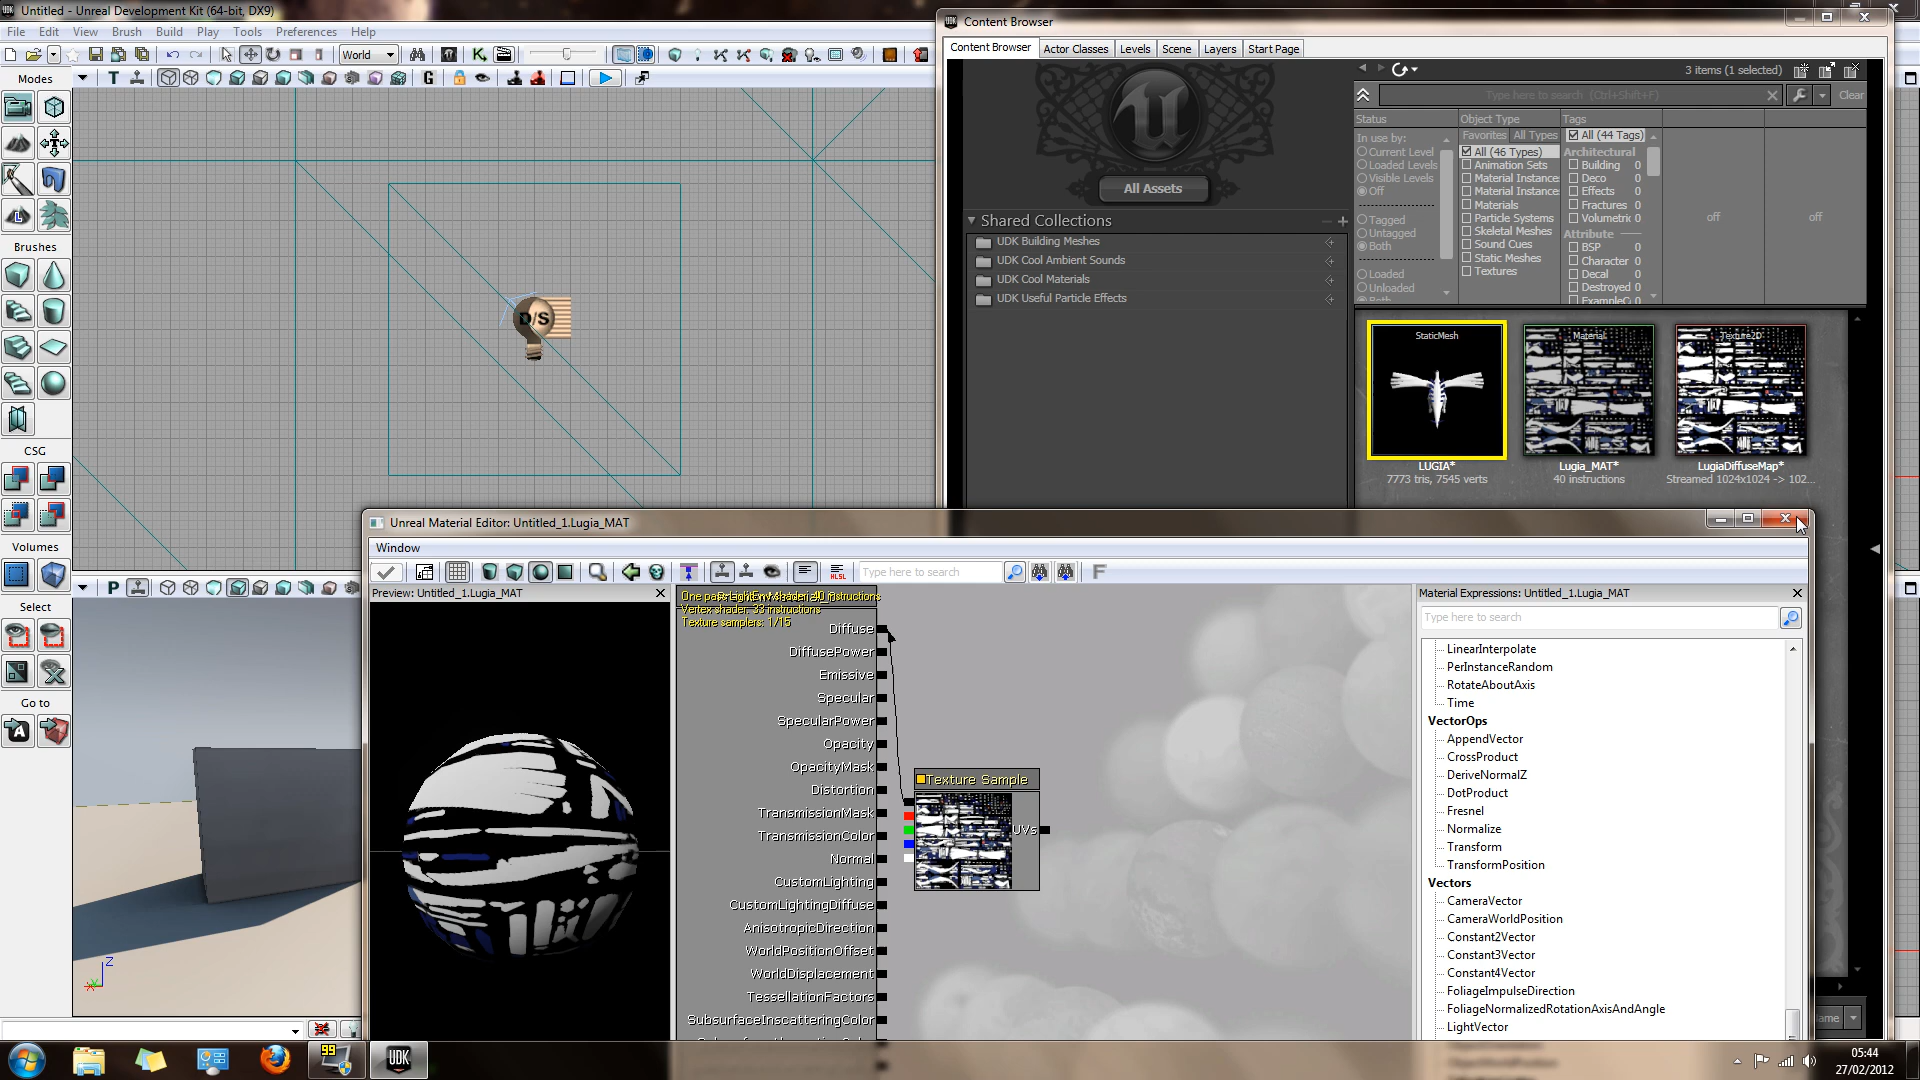 Untitled - Unreal Development Kit (64-bit, DX9)
File Edit View Brush Build Play Tools Preferences Help
World
Modes
Brushes
CSG
Volumes
Select
Go to
T
G
D/S
P
Z
Content Browser
Content Browser Actor Classes Levels Scene Layers Start Page
All Assets
Shared Collections
UDK Building Meshes
UDK Cool Ambient Sounds
UDK Cool Materials
UDK Useful Particle Effects
3 items (1 selected)
Type here to search (Ctrl+Shift+F)
Clear
Status
In use by:
Current Level
Loaded Levels
Visible Levels
Off
Tagged
Untagged
Both
Loaded
Unloaded
Both
Object Type
Favorites All Types
All (46 Types)
Animation Sets
Material Instance
Material Instance
Materials
Particle Systems
Skeletal Meshes
Sound Cues
Static Meshes
Textures
Tags
All (44 Tags)
Architectural
Building 0
Deco 0
Effects 0
Fractures 0
Volumetric 0
Attribute
BSP 0
Character 0
Decal 0
Destroyed 0
off
off
StaticMesh
LUGIA*
7773 tris, 7545 verts
Material
Lugia_MAT*
40 instructions
Texture2D
LugiaDiffuseMap*
Streamed 1024x1024 -> 102...
Unreal Material Editor: Untitled_1.Lugia_MAT
Window
HLSL
Type here to search
F
Preview: Untitled_1.Lugia_MAT
Vertex shader: 33 instructions
Texture samplers: 1/15
Diffuse
DiffusePower
Emissive
Specular
SpecularPower
Opacity
OpacityMask
Distortion
TransmissionMask
TransmissionColor
Normal
CustomLighting
CustomLightingDiffuse
AnisotropicDirection
WorldPositionOffset
WorldDisplacement
TessellationFactors
SubsurfaceInscatteringColor
Texture Sample
UVs
Material Expressions: Untitled_1.Lugia_MAT
Type here to search
LinearInterpolate
PerInstanceRandom
RotateAboutAxis
Time
VectorOps
AppendVector
CrossProduct
DeriveNormalZ
DotProduct
Fresnel
Normalize
Transform
TransformPosition
Vectors
CameraVector
CameraWorldPosition
Constant2Vector
Constant3Vector
Constant4Vector
FoliageImpulseDirection
FoliageNormalizedRotationAxisAndAngle
LightVector
99
UDK
05:44
27/02/2012